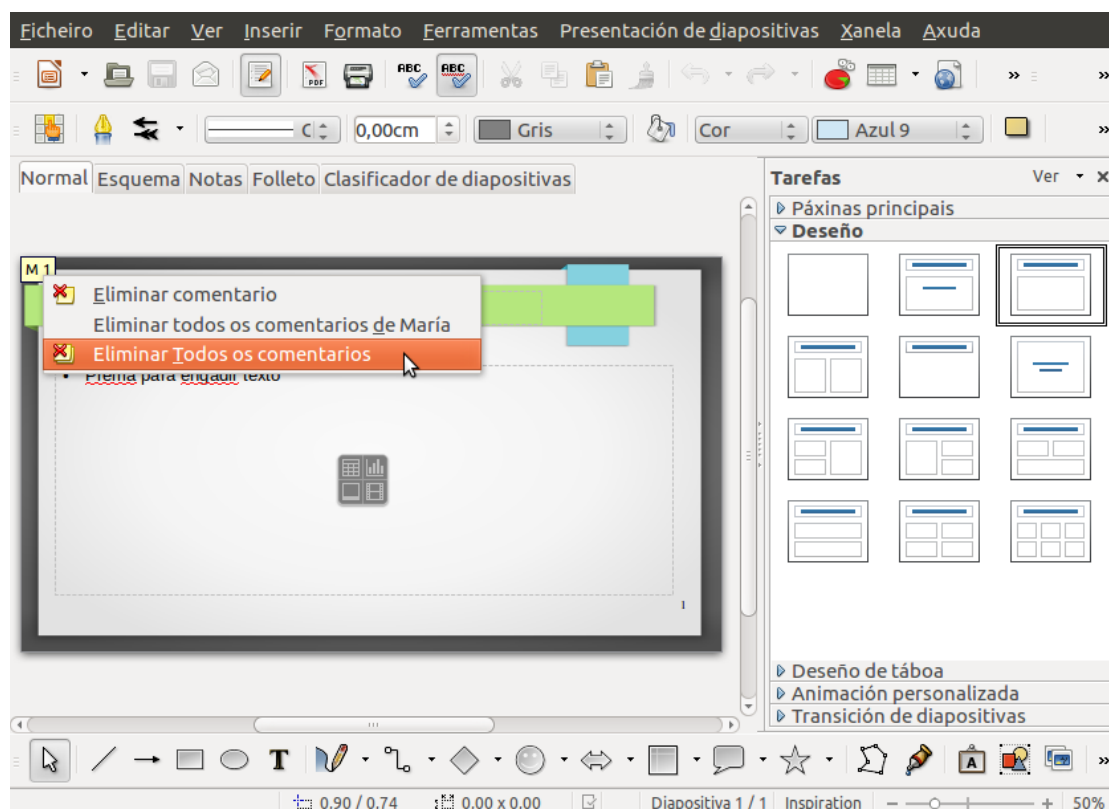 Ficheiro Editar Ver Inserir Formato Ferramentas Presentación de diapositivas Xanela Axuda
PDF ABC ABC » »
C 0,00cm Gris Cor Azul 9 »
Normal Esquema Notas Folleto Clasificador de diapositivas
Tarefas Ver
Páxinas principais
Deseño
M 1
Eliminar comentario
Eliminar todos os comentarios de María
Eliminar Todos os comentarios
Prema para engadir texto
1
Deseño de táboa
Animación personalizada
Transición de diapositivas
T A »
0,90 / 0,74 0,00 x 0,00 Diapositiva 1 / 1 Inspiration 50%